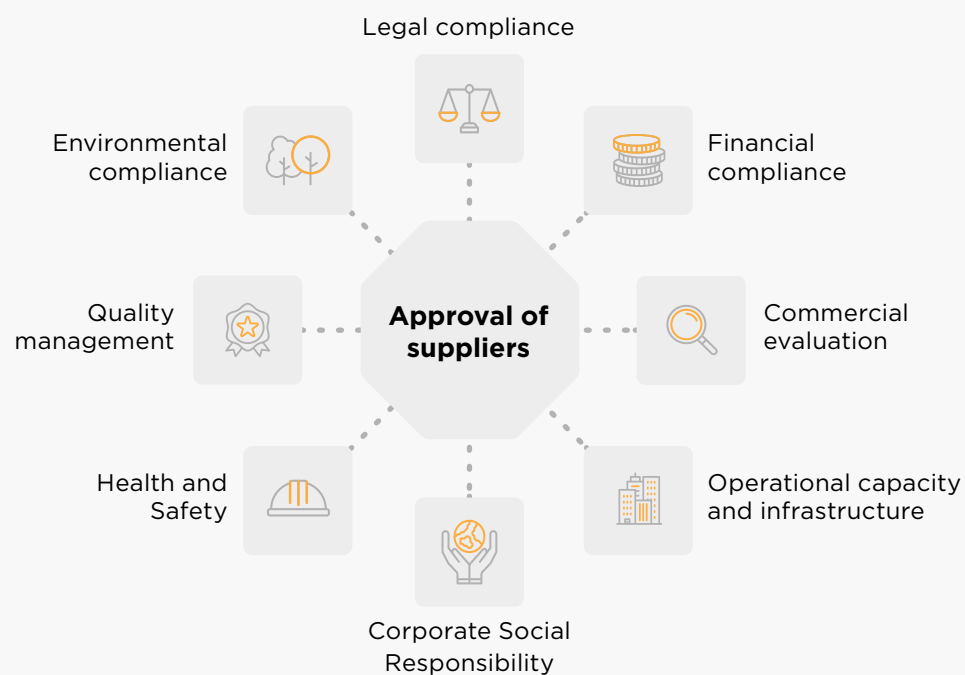 Legal compliance
Environmental
compliance
Financial
compliance
Quality
management
Approval of
suppliers
Commercial
evaluation
Health and
Safety
Operational capacity
and infrastructure
Corporate Social
Responsibility